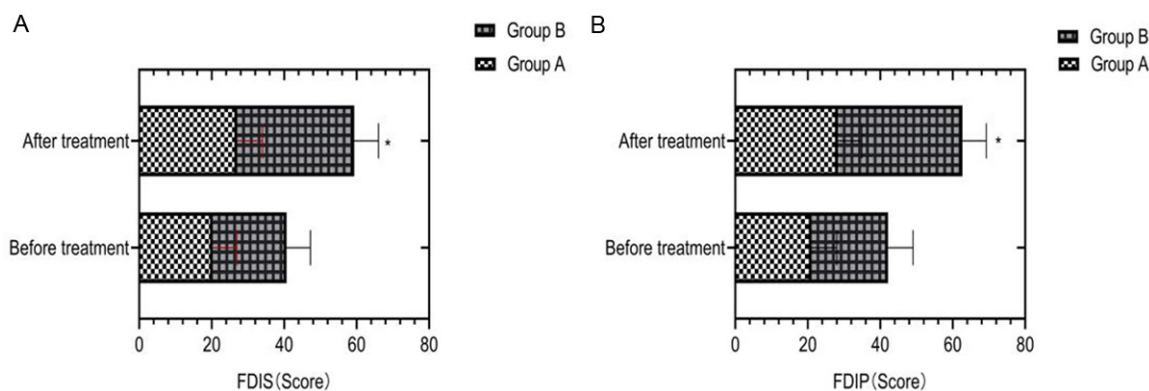 A
Group B
Group A
After treatment
*
Before treatment
0 20 40 60 80
FDIS(Score)
B
Group B
Group A
After treatment
*
Before treatment
0 20 40 60 80
FDIP(Score)